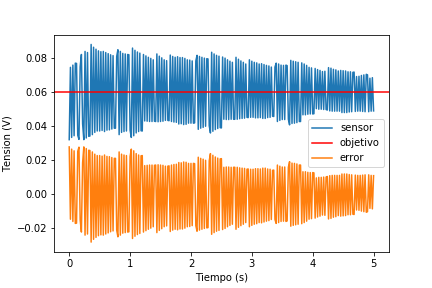 0.08
0.06
0.04
0.02
0.00
−0.02
Tension (V)
sensor
objetivo
error
0 1 2 3 4 5
Tiempo (s)